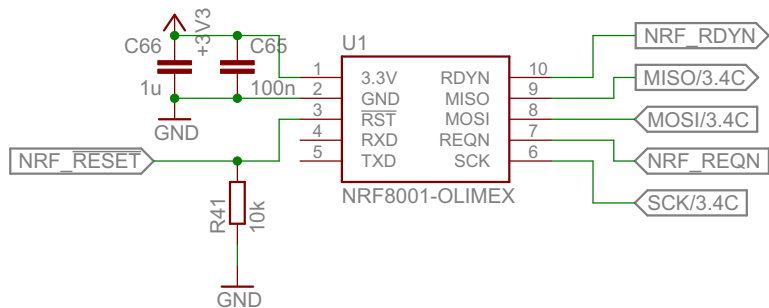 +3V3
C66
1u
C65
100n
GND
NRF_RESET
R41
10k
GND
U1
1 3.3V RDYN 10
2 GND MISO 9
3 RST MOSI 8
4 RXD REQN 7
5 TXD SCK 6
NRF8001-OLIMEX
NRF_RDYN
MISO/3.4C
MOSI/3.4C
NRF_REQN
SCK/3.4C